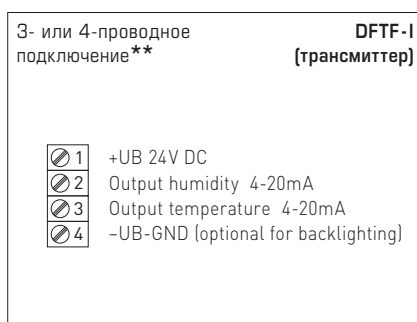 3- или 4-проводное DFTF-I
подключение** (трансмиттер)
1 +UB 24V DC
2 Output humidity 4-20mA
3 Output temperature 4-20mA
4 –UB-GND (optional for backlighting)